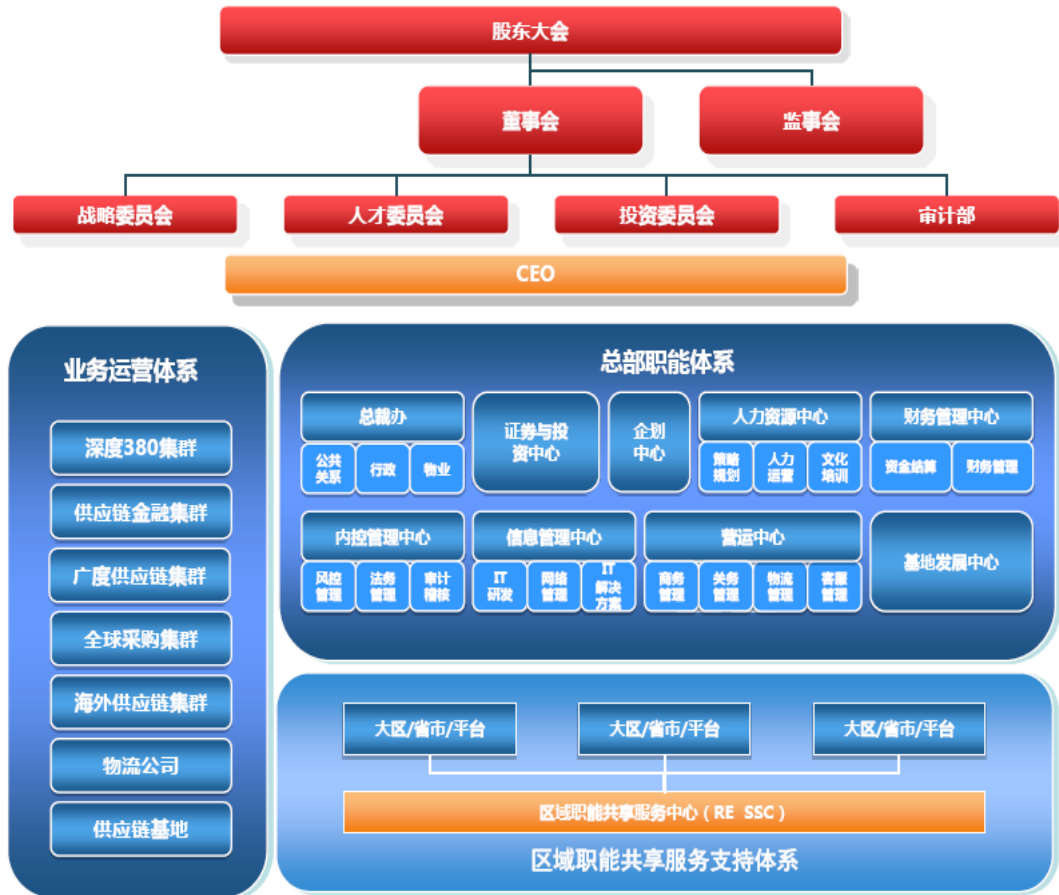 股东大会
董事会
监事会
战略委员会
人才委员会
投资委员会
审计部
CEO
业务运营体系
深度380集群
供应链金融集群
广度供应链集群
全球采购集群
海外供应链集群
物流公司
供应链基地
总部职能体系
总裁办
公共
关系
行政
物业
证券与投
资中心
企划
中心
人力资源中心
策略
规划
人力
运营
文化
培训
财务管理中心
资金结算
财务管理
内控管理中心
风控
管理
法务
管理
审计
稽核
信息管理中心
IT
研发
网络
管理
IT
解决
方案
营运中心
商务
管理
关务
管理
物流
管理
客服
管理
基地发展中心
大区/省市/平台
大区/省市/平台
大区/省市/平台
区域职能共享服务中心（RE SSC）
区域职能共享服务支持体系